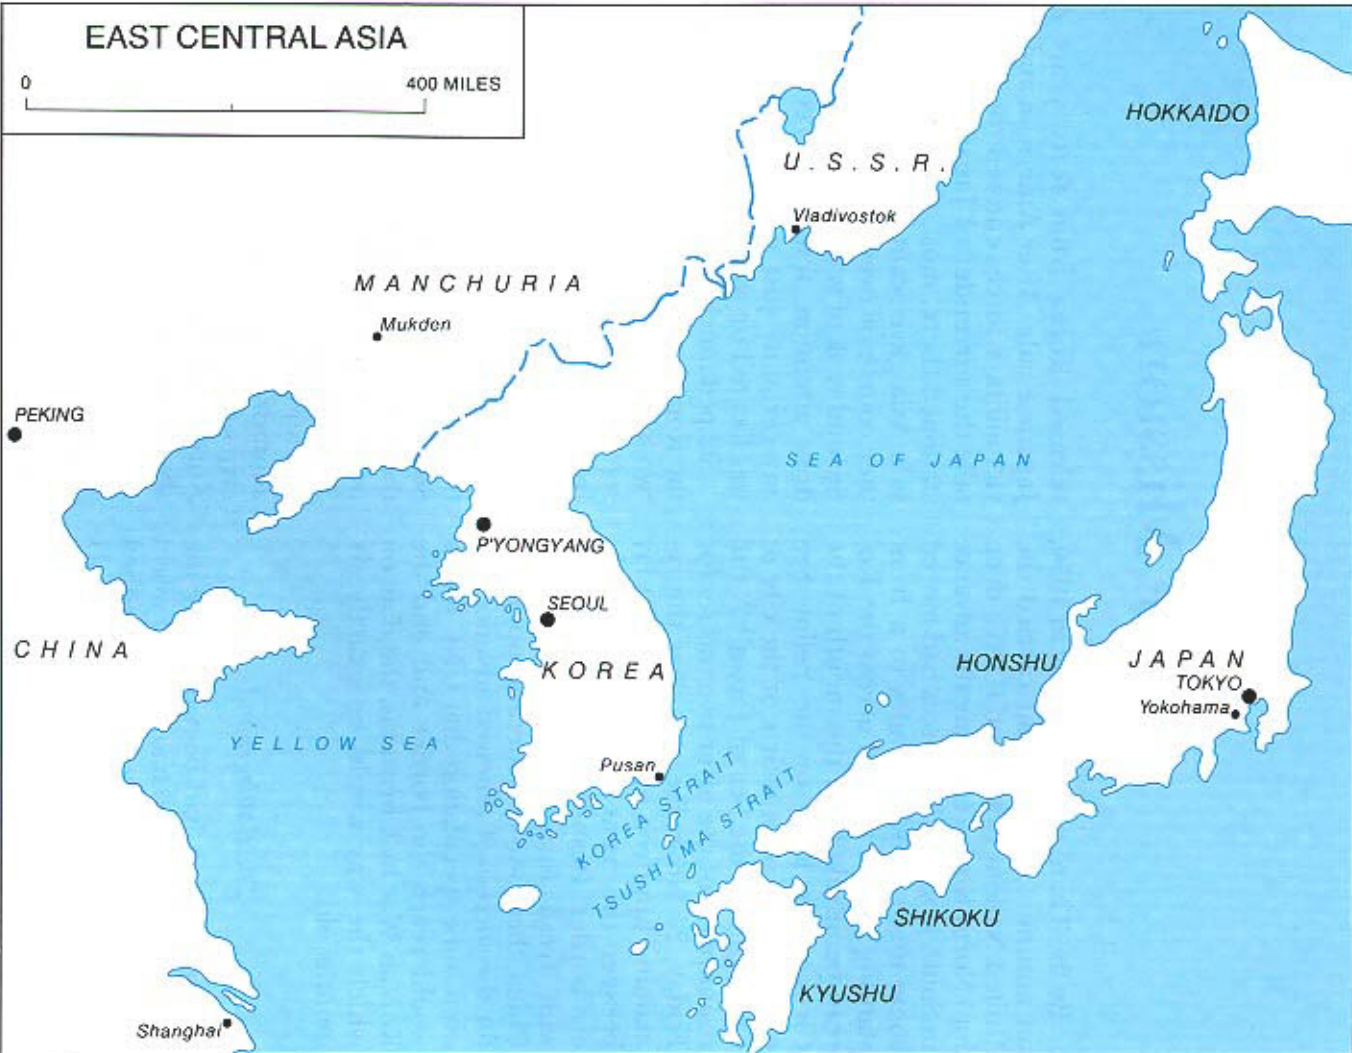 EAST CENTRAL ASIA
0 400 MILES
HOKKAIDO
U.S.S.R.
Vladivostok
MANCHURIA
Mukden
PEKING
SEA OF JAPAN
P'YONGYANG
SEOUL
CHINA
KOREA
HONSHU
JAPAN
TOKYO
Yokohama
YELLOW SEA
Pusan
KOREA STRAIT
TSUSHIMA STRAIT
SHIKOKU
KYUSHU
Shanghai